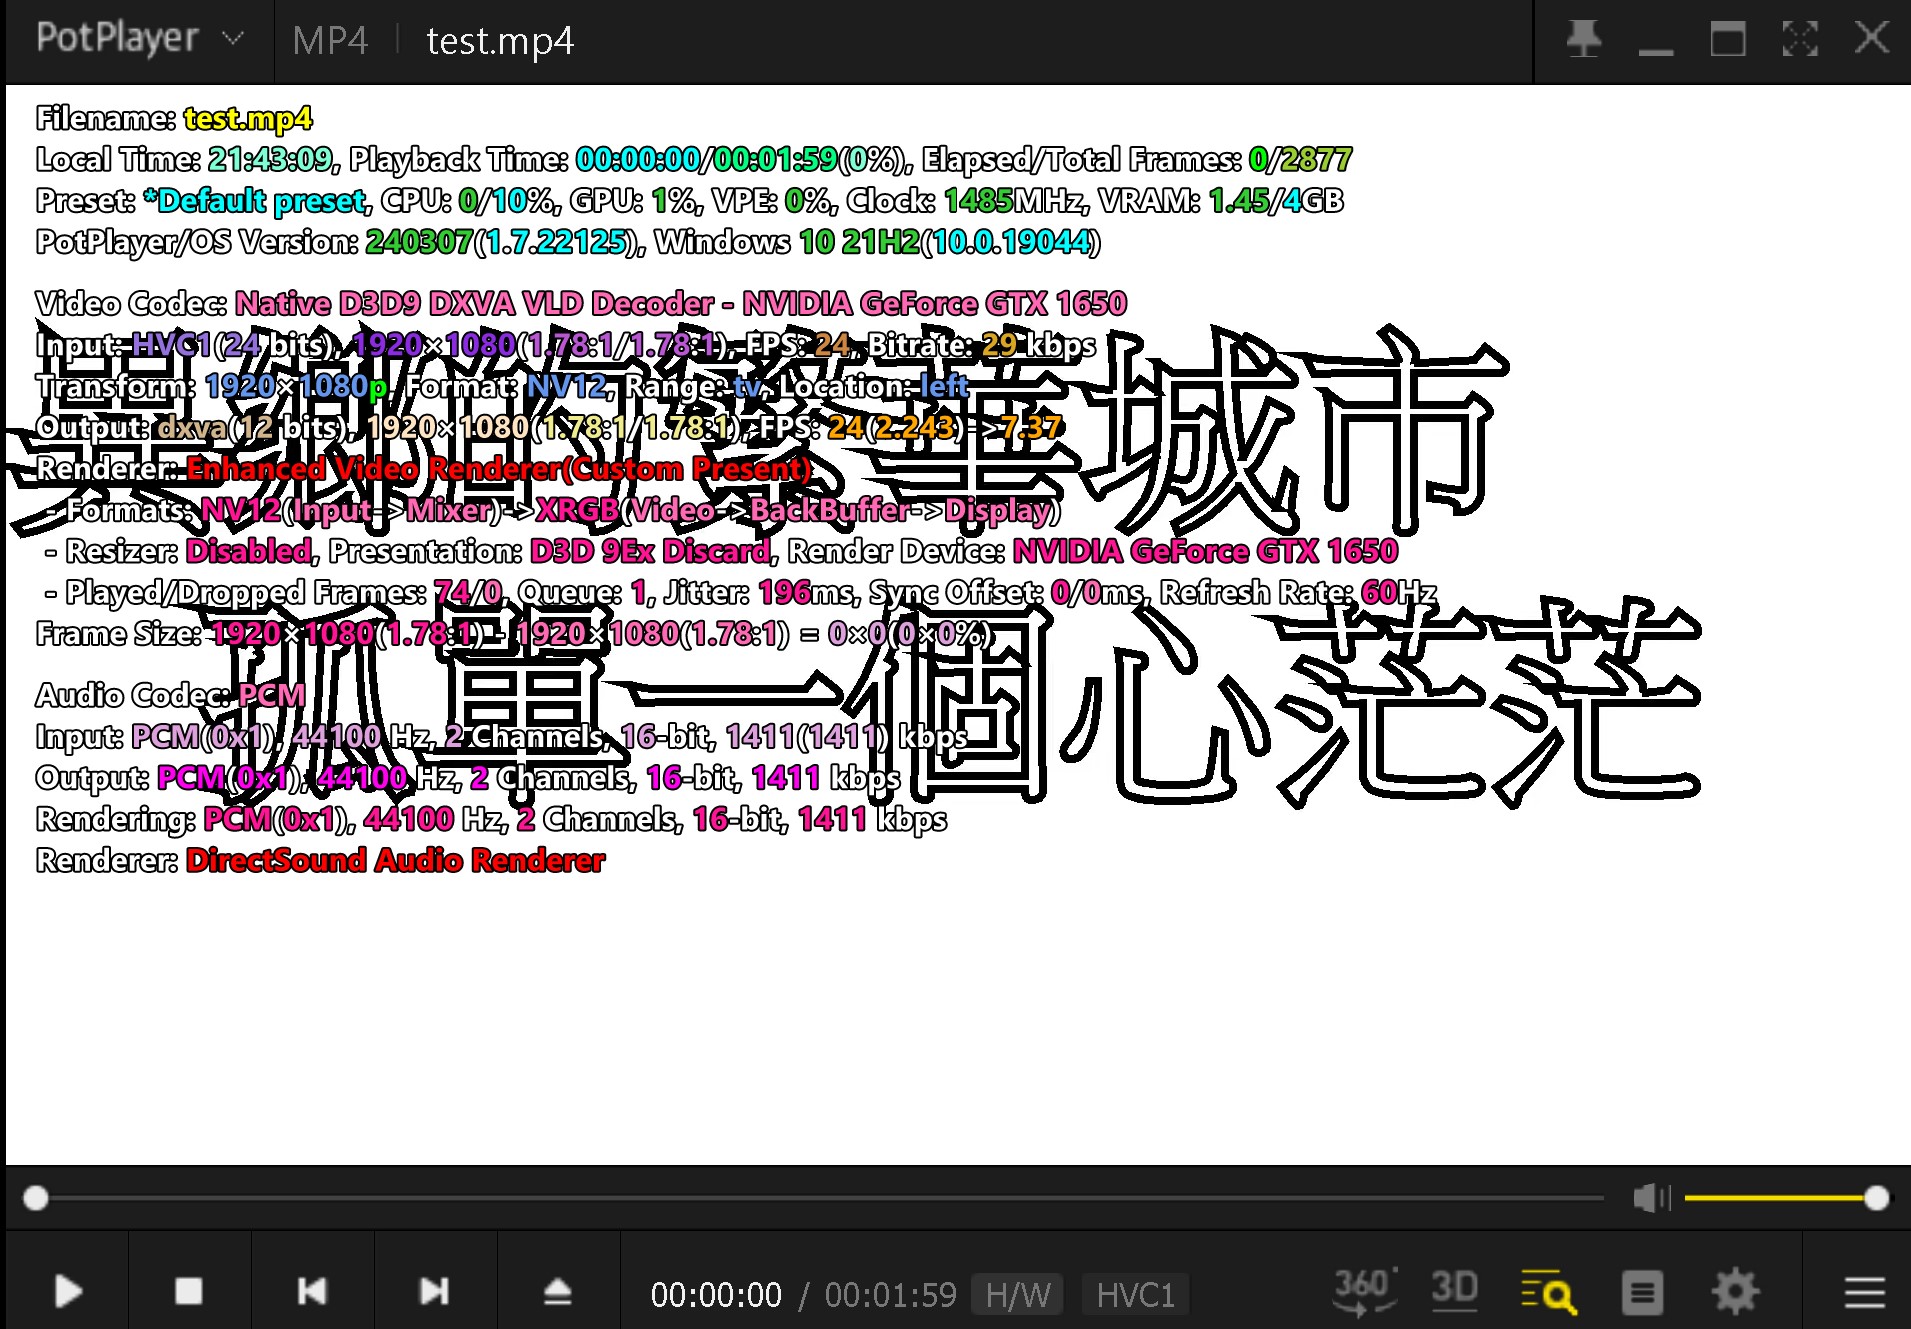 PotPlayer MP4 test.mp4
Filename: test.mp4
Local Time: 21:43:09, Playback Time: 00:00:00/00:01:59(0%), Elapsed/Total Frames: 0/2877
Preset: *Default preset, CPU: 0/10%, GPU: 1%, VPE: 0%, Clock: 1485MHz, VRAM: 1.45/4GB
PotPlayer/OS Version: 240307(1.7.22125), Windows 10 21H2(10.0.19044)
Video Codec: Native D3D9 DXVA VLD Decoder - NVIDIA GeForce GTX 1650
Input: HVC1(24 bits), 1920×1080(1.78:1/1.78:1), FPS: 24, Bitrate: 29 kbps
Transform: 1920×1080p, Format: NV12, Range: tv, Location: left
Output: dxva(12 bits), 1920×1080(1.78:1/1.78:1), FPS: 24(2.243)->7.37
Renderer: Enhanced Video Renderer(Custom Present)
- Formats: NV12(Input->Mixer)->XRGB(Video->BackBuffer->Display)
- Resizer: Disabled, Presentation: D3D 9Ex Discard, Render Device: NVIDIA GeForce GTX 1650
- Played/Dropped Frames: 74/0, Queue: 1, Jitter: 196ms, Sync Offset: 0/0ms, Refresh Rate: 60Hz
Frame Size: 1920×1080(1.78:1) - 1920×1080(1.78:1) = 0×0(0×0%)
Audio Codec: PCM
Input: PCM(0x1), 44100 Hz, 2 Channels, 16-bit, 1411(1411) kbps
Output: PCM(0x1), 44100 Hz, 2 Channels, 16-bit, 1411 kbps
Rendering: PCM(0x1), 44100 Hz, 2 Channels, 16-bit, 1411 kbps
Renderer: DirectSound Audio Renderer
異鄉的繁華城市
孤單一個心茫茫
00:00:00 / 00:01:59 H/W HVC1 360° 3D